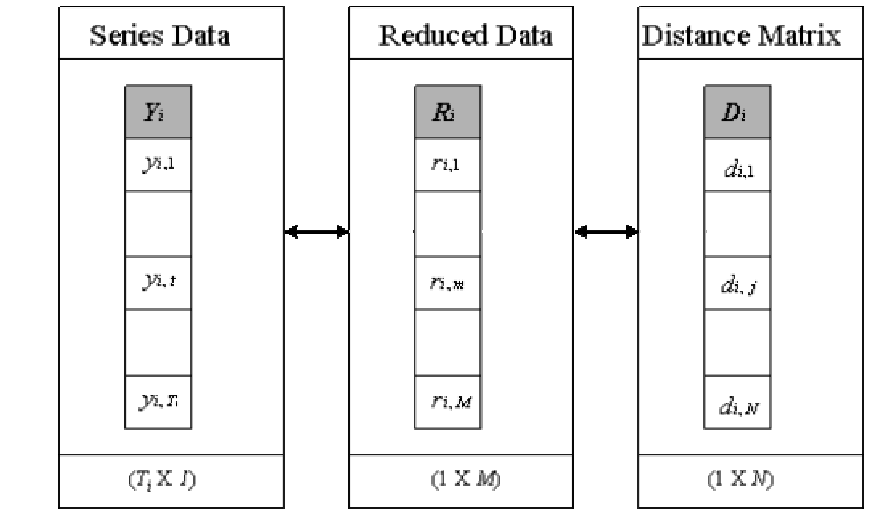 Series Data
Yᵢ
yᵢ,₁
yᵢ,ₜ
yᵢ,Tᵢ
(Tᵢ X 1)
Reduced Data
Rᵢ
rᵢ,₁
rᵢ,ₘ
rᵢ,M
(1 X M)
Distance Matrix
Dᵢ
dᵢ,₁
dᵢ,ⱼ
dᵢ,N
(1 X N)